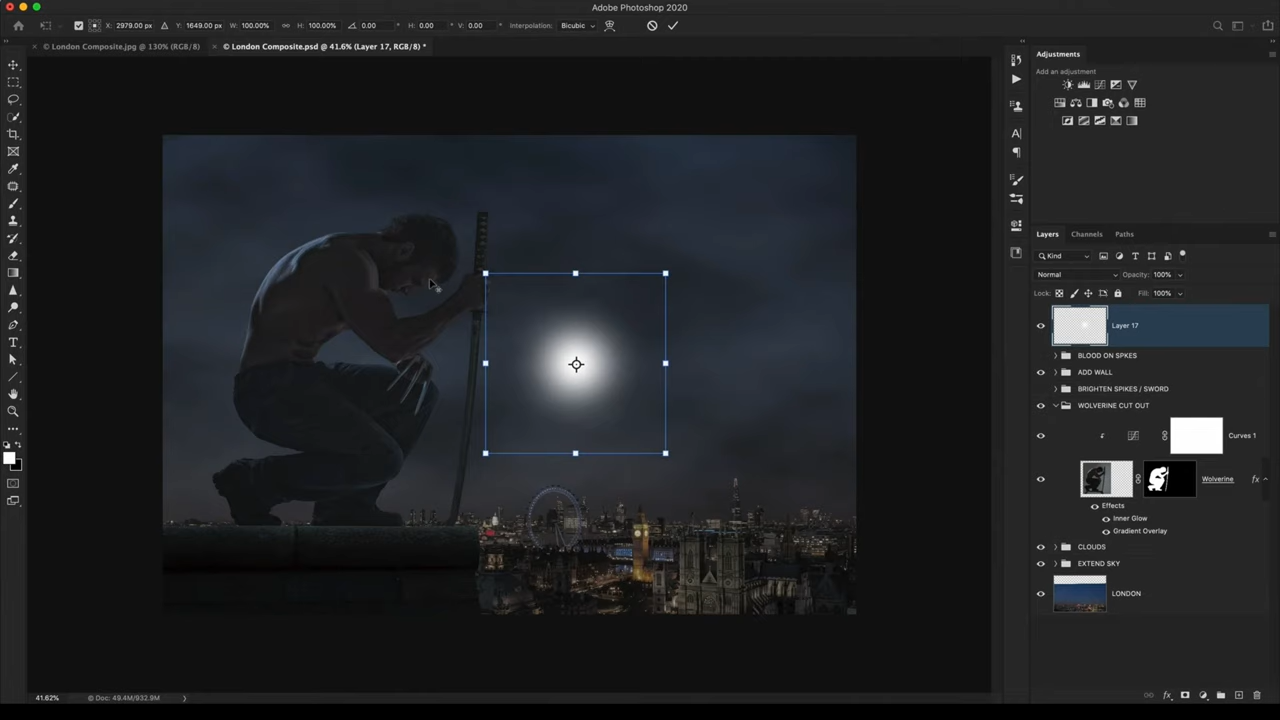 Adobe Photoshop 2020
X: 2979.00 px Y: 1649.00 px W: 100.00% H: 100.00% 0.00 H: 0.00 V: 0.00 Interpolation: Bicubic
× © London Composite.jpg @ 130% (RGB/8) × © London Composite.psd @ 41.6% (Layer 17, RGB/8) *
Adjustments
Add an adjustment
Layers Channels Paths
Kind
Normal Opacity: 100%
Lock: Fill: 100%
Layer 17
BLOOD ON SPKES
ADD WALL
BRIGHTEN SPIKES / SWORD
WOLVERINE CUT OUT
Curves 1
Wolverine fx
Effects
Inner Glow
Gradient Overlay
CLOUDS
EXTEND SKY
LONDON
41.62% © Doc: 49.4M/932.9M
fx